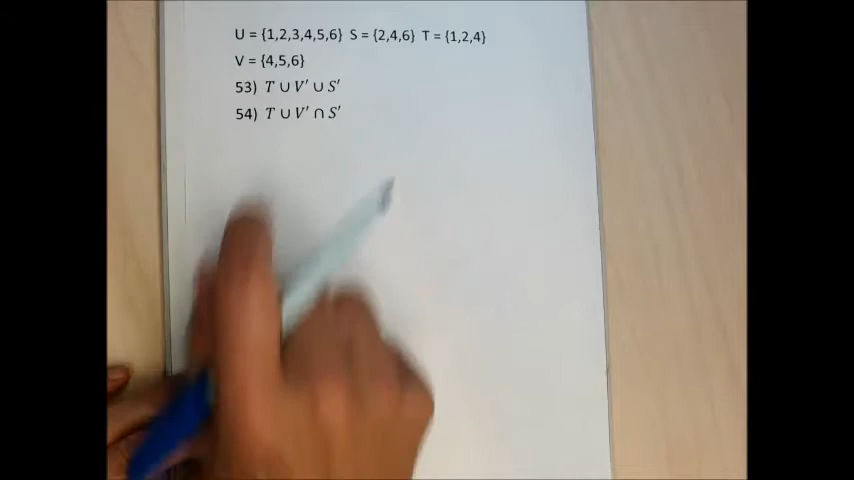 U = {1,2,3,4,5,6} S = {2,4,6} T = {1,2,4}
V = {4,5,6}
53) T ∪ V′ ∪ S′
54) T ∪ V′ ∩ S′